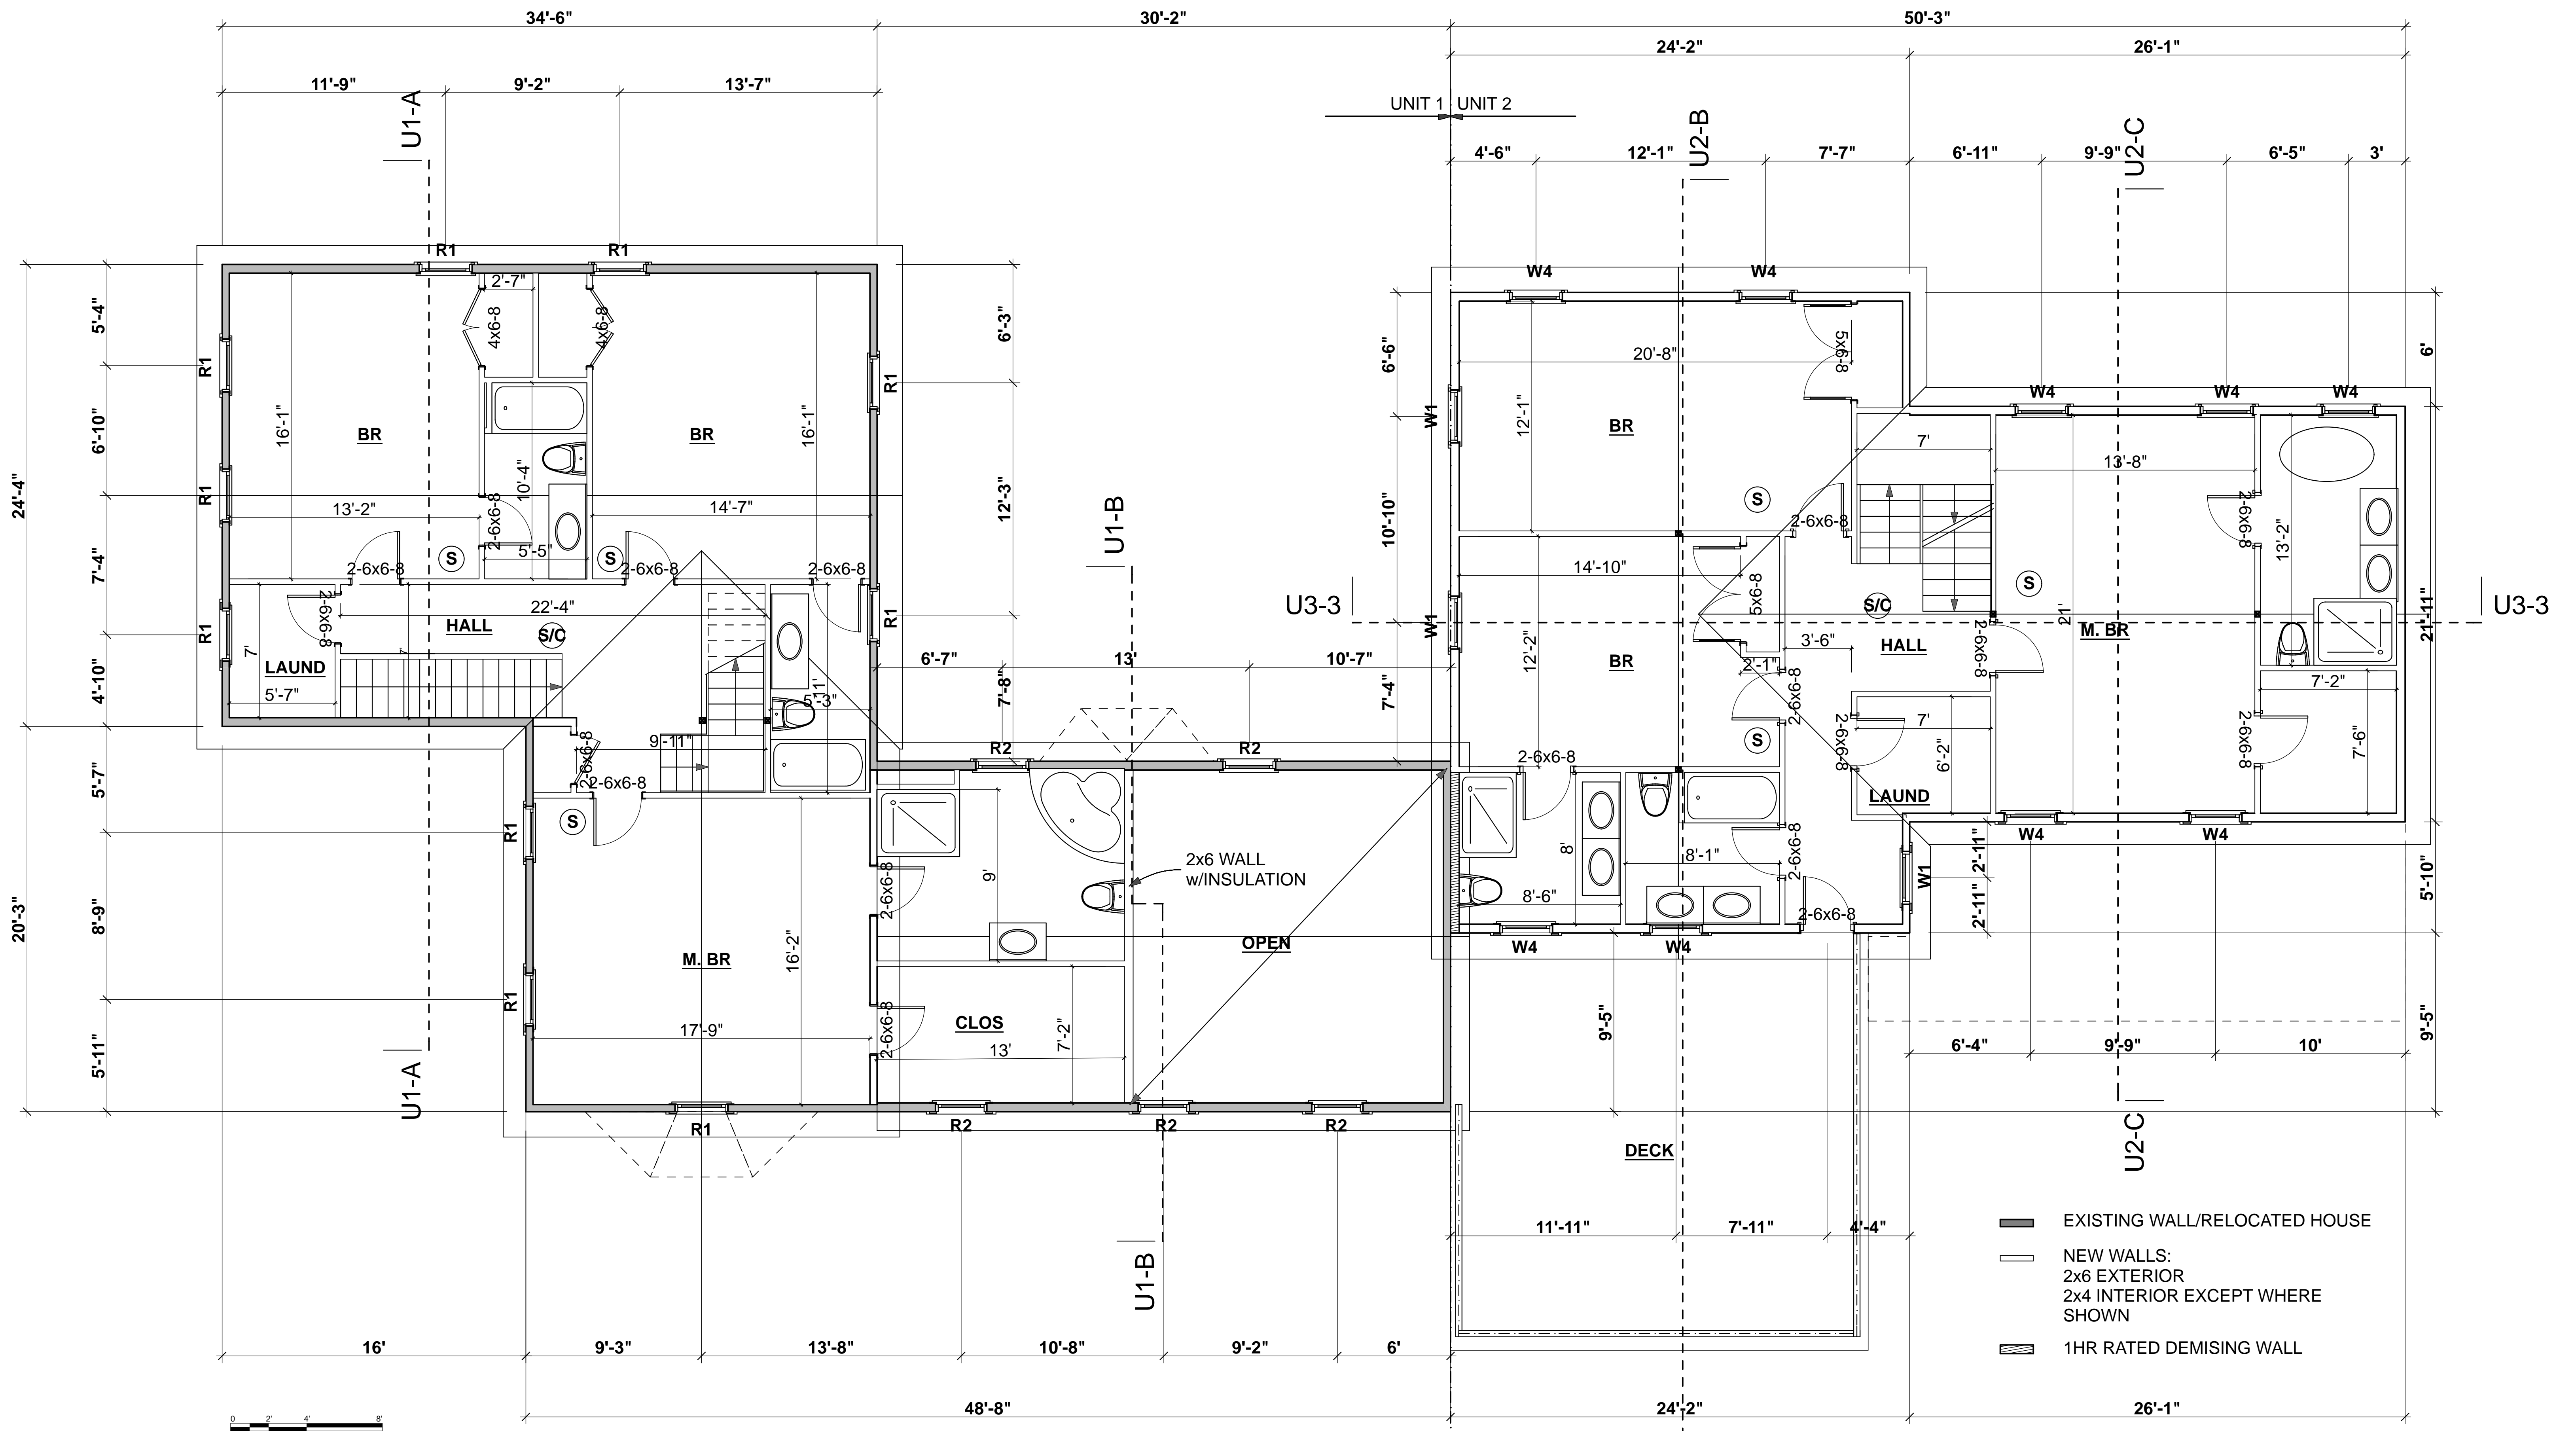 34'-6"
30'-2"
50'-3"
24'-2"
26'-1"
11'-9"
9'-2"
13'-7"
U1-A
UNIT 1
UNIT 2
U2-B
U2-C
4'-6"
12'-1"
7'-7"
6'-11"
9'-9"
6'-5"
3'
R1
R1
W4
W4
2'-7"
4x6-8
4x6-8
5'-4"
R1
R1
6'-3"
6'-6"
20'-8"
5x6-8
6'
W4
W4
W4
6'-10"
W1
16'-1"
BR
BR
16'-1"
12'-1"
BR
7'
13'-8"
24'-4"
R1
10'-4"
13'-2"
14'-7"
2-6x6-8
5'-5"
12'-3"
U1-B
10'-10"
S
2-6x6-8
2-6x6-8
13'-2"
7'-4"
S
S
2-6x6-8
2-6x6-8
2-6x6-8
14'-10"
5x6-8
S
2-6x6-8
22'-4"
R1
U3-3
W1
S/C
21'
U3-3
HALL
S/C
R1
M. BR
21'-11"
7'
7'
LAUND
12'-2"
BR
3'-6"
HALL
2-6x6-8
4'-10"
5'-7"
11'
5'-3"
6'-7"
13'
10'-7"
7'-8"
7'-4"
2'-1"
2-6x6-8
7'-2"
9'-11"
2-6x6-8
2-6x6-8
R2
R2
S
7'
2-6x6-8
6'-2"
2-6x6-8
7'-6"
5'-7"
2-6x6-8
LAUND
R1
S
W4
W4
2x6 WALL
w/INSULATION
9'
8'
8'-1"
2-6x6-8
2'-11"
W1
5'-10"
2-6x6-8
8'-6"
2-6x6-8
2'-11"
20'-3"
8'-9"
M. BR
16'-2"
OPEN
W4
W4
R1
CLOS
17'-9"
2-6x6-8
13'
7'-2"
9'-5"
9'-5"
6'-4"
9'-9"
10'
5'-11"
U1-A
R1
R2
R2
R2
DECK
U2-C
11'-11"
7'-11"
4'-4"
U1-B
EXISTING WALL/RELOCATED HOUSE
NEW WALLS:
2x6 EXTERIOR
2x4 INTERIOR EXCEPT WHERE
SHOWN
1HR RATED DEMISING WALL
16'
9'-3"
13'-8"
10'-8"
9'-2"
6'
48'-8"
24'-2"
26'-1"
0 2' 4' 8'